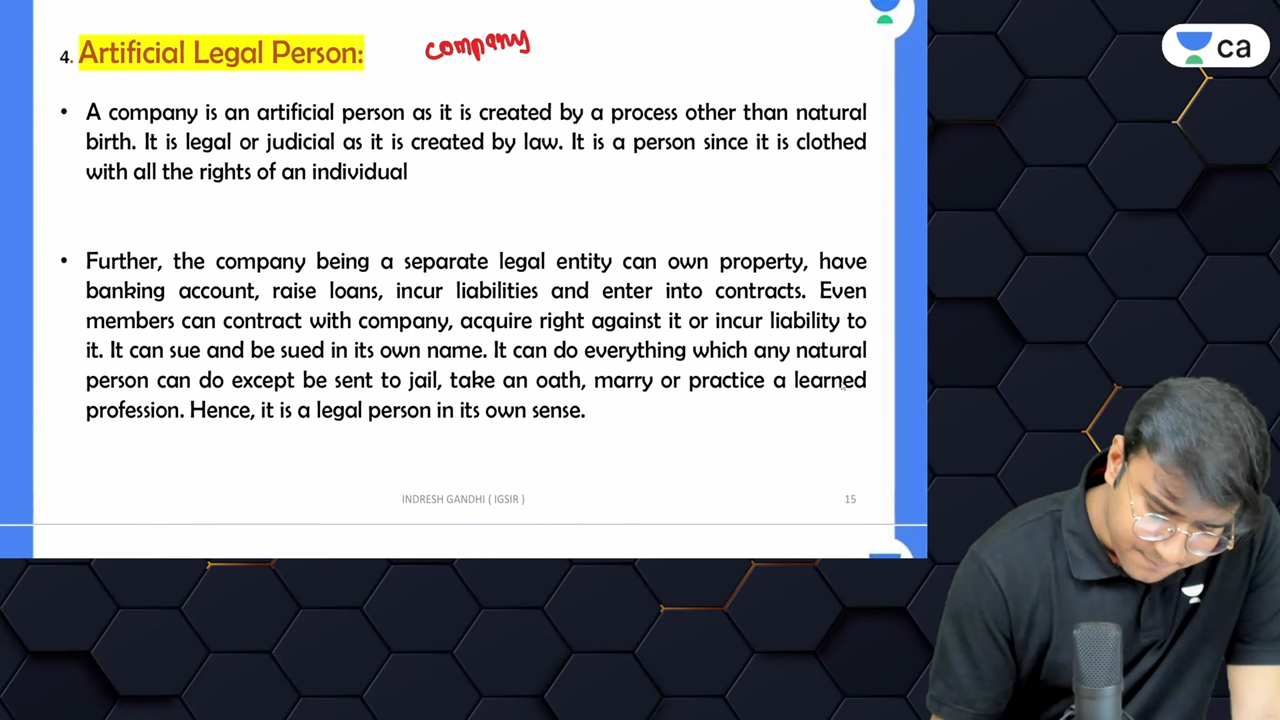 4. Artificial Legal Person: company
ca
• A company is an artificial person as it is created by a process other than natural
birth. It is legal or judicial as it is created by law. It is a person since it is clothed
with all the rights of an individual
• Further, the company being a separate legal entity can own property, have
banking account, raise loans, incur liabilities and enter into contracts. Even
members can contract with company, acquire right against it or incur liability to
it. It can sue and be sued in its own name. It can do everything which any natural
person can do except be sent to jail, take an oath, marry or practice a learned
profession. Hence, it is a legal person in its own sense.
INDRESH GANDHI ( IGSIR ) 15